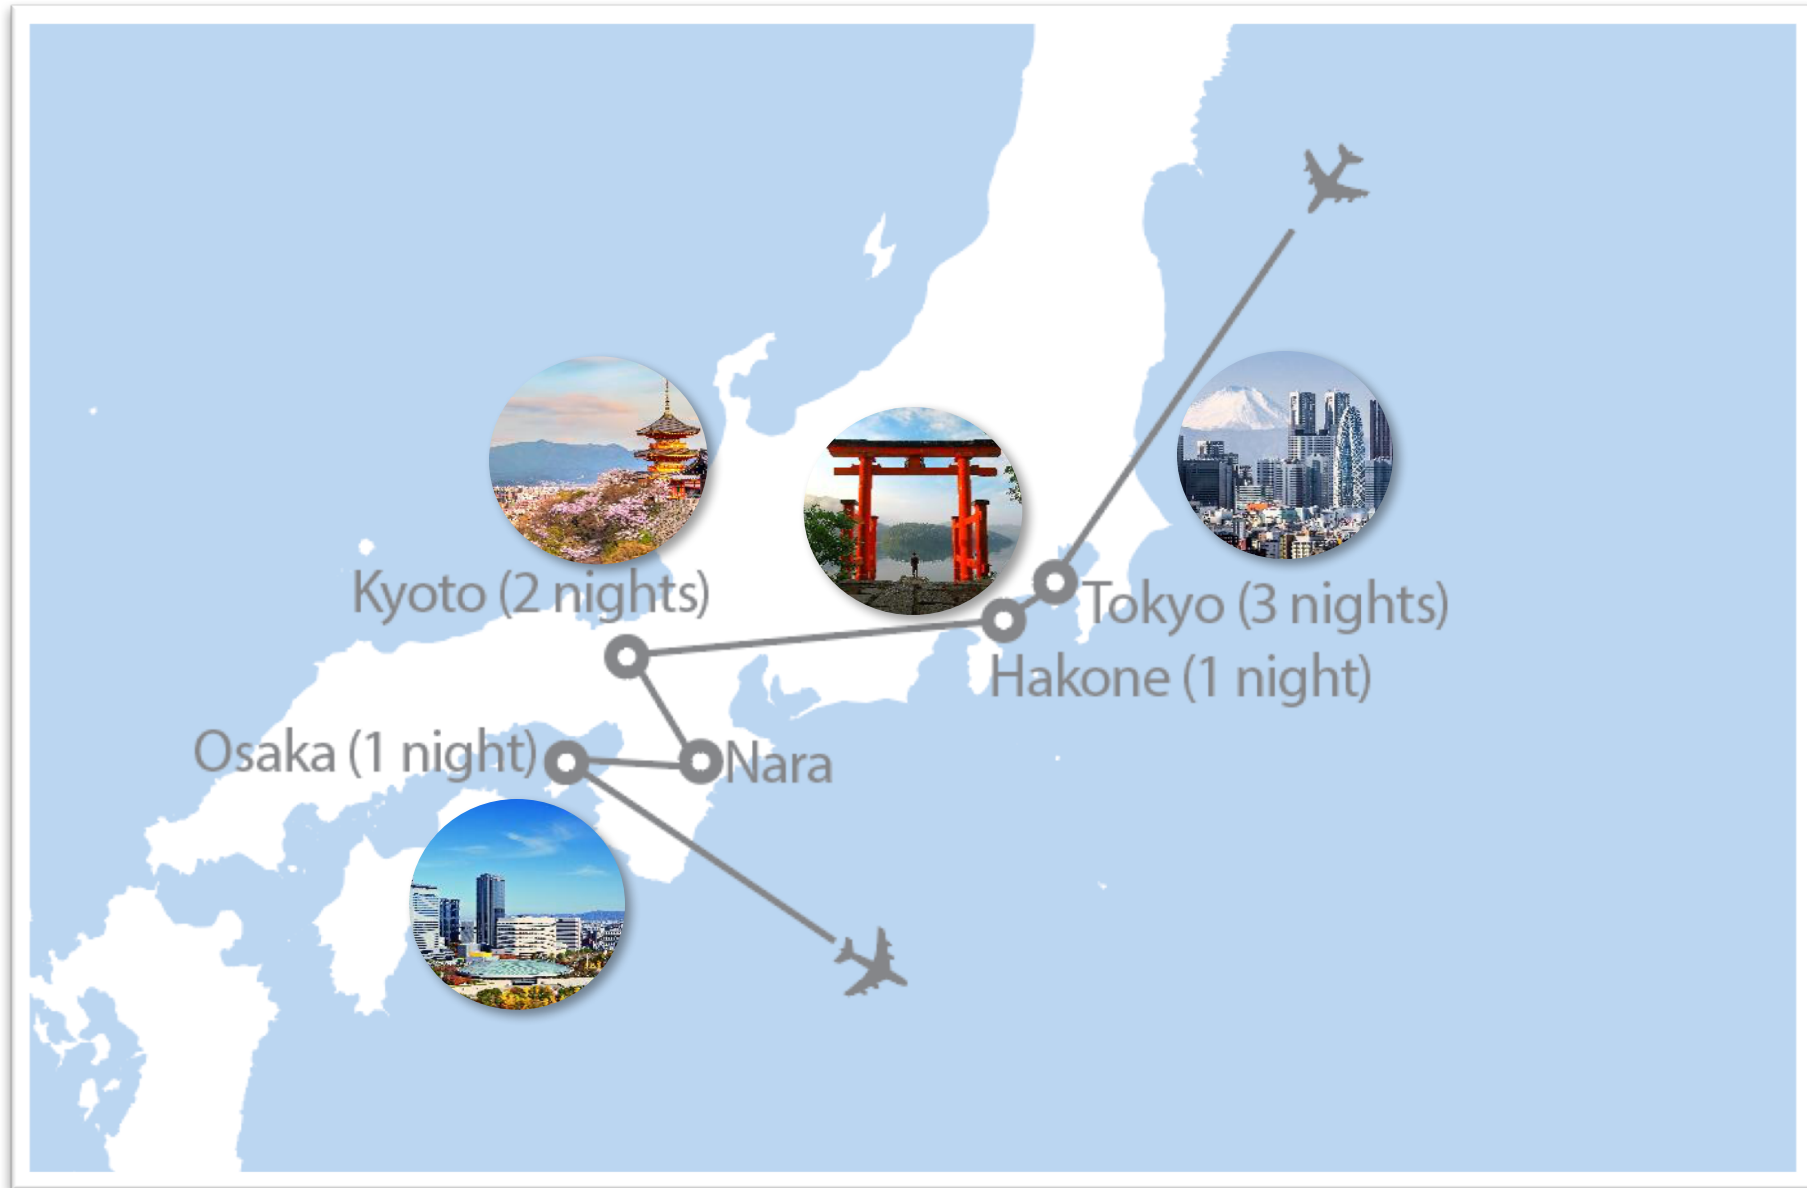 Kyoto (2 nights)
Tokyo (3 nights)
Hakone (1 night)
Osaka (1 night)
Nara